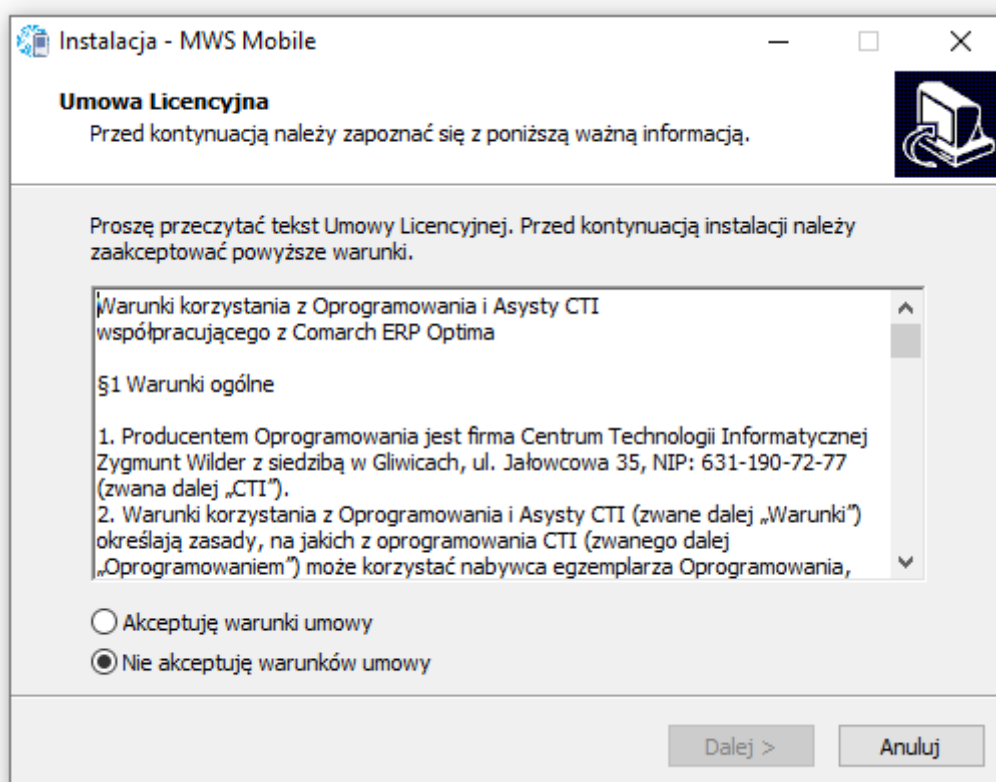 Instalacja - MWS Mobile
Umowa Licencyjna
Przed kontynuacją należy zapoznać się z poniższą ważną informacją.
Proszę przeczytać tekst Umowy Licencyjnej. Przed kontynuacją instalacji należy
zaakceptować powyższe warunki.
Warunki korzystania z Oprogramowania i Asysty CTI
współpracującego z Comarch ERP Optima
§1 Warunki ogólne
1. Producentem Oprogramowania jest firma Centrum Technologii Informatycznej
Zygmunt Wilder z siedzibą w Gliwicach, ul. Jałowcowa 35, NIP: 631-190-72-77
(zwana dalej „CTI”).
2. Warunki korzystania z Oprogramowania i Asysty CTI (zwane dalej „Warunki”)
określają zasady, na jakich z oprogramowania CTI (zwanego dalej
„Oprogramowaniem”) może korzystać nabywca egzemplarza Oprogramowania,
Akceptuję warunki umowy
Nie akceptuję warunków umowy
Dalej >
Anuluj